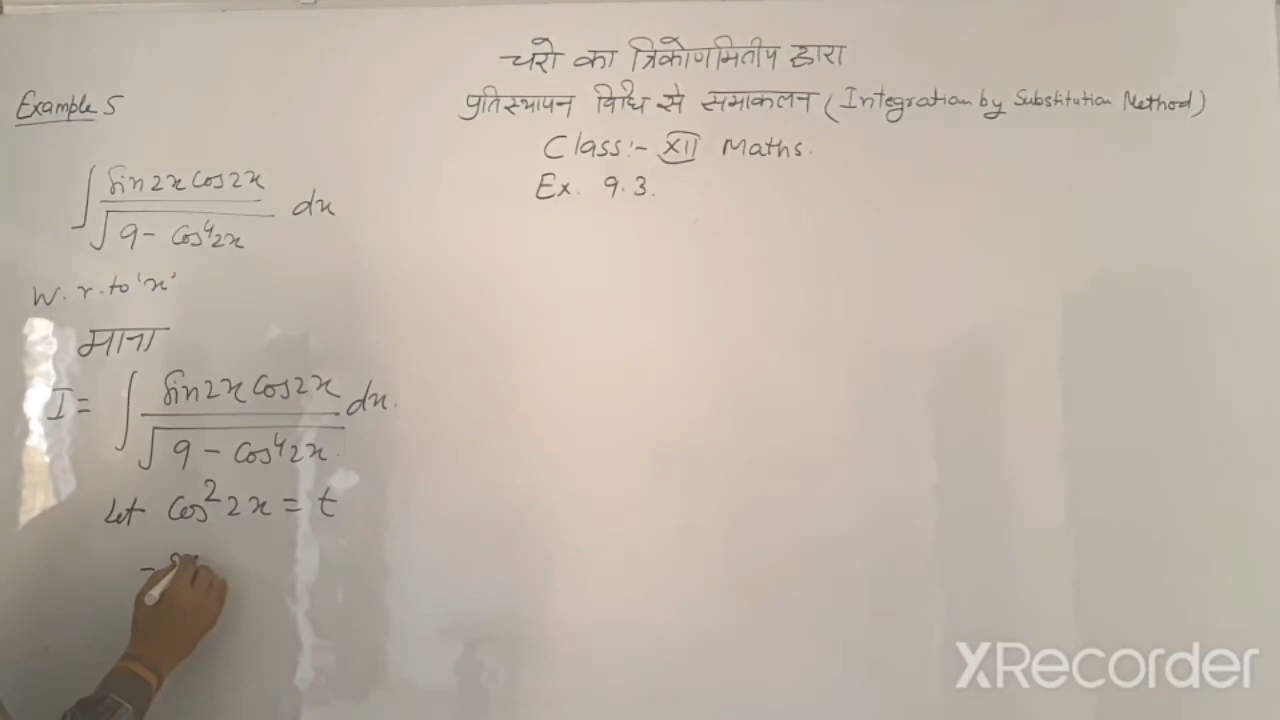 चरो का त्रिकोणमितीय द्वारा
प्रतिस्थापन विधि से समाकलन (Integration by Substitution Method)
Class:- XII Maths.
Ex. 9.3.
Example 5
∫ sin2x cos2x / √(9 - cos⁴2x) dx
W.r.to 'x'
माना
I = ∫ sin2x cos2x / √(9 - cos⁴2x) dx.
Let cos²2x = t
-
XRecorder